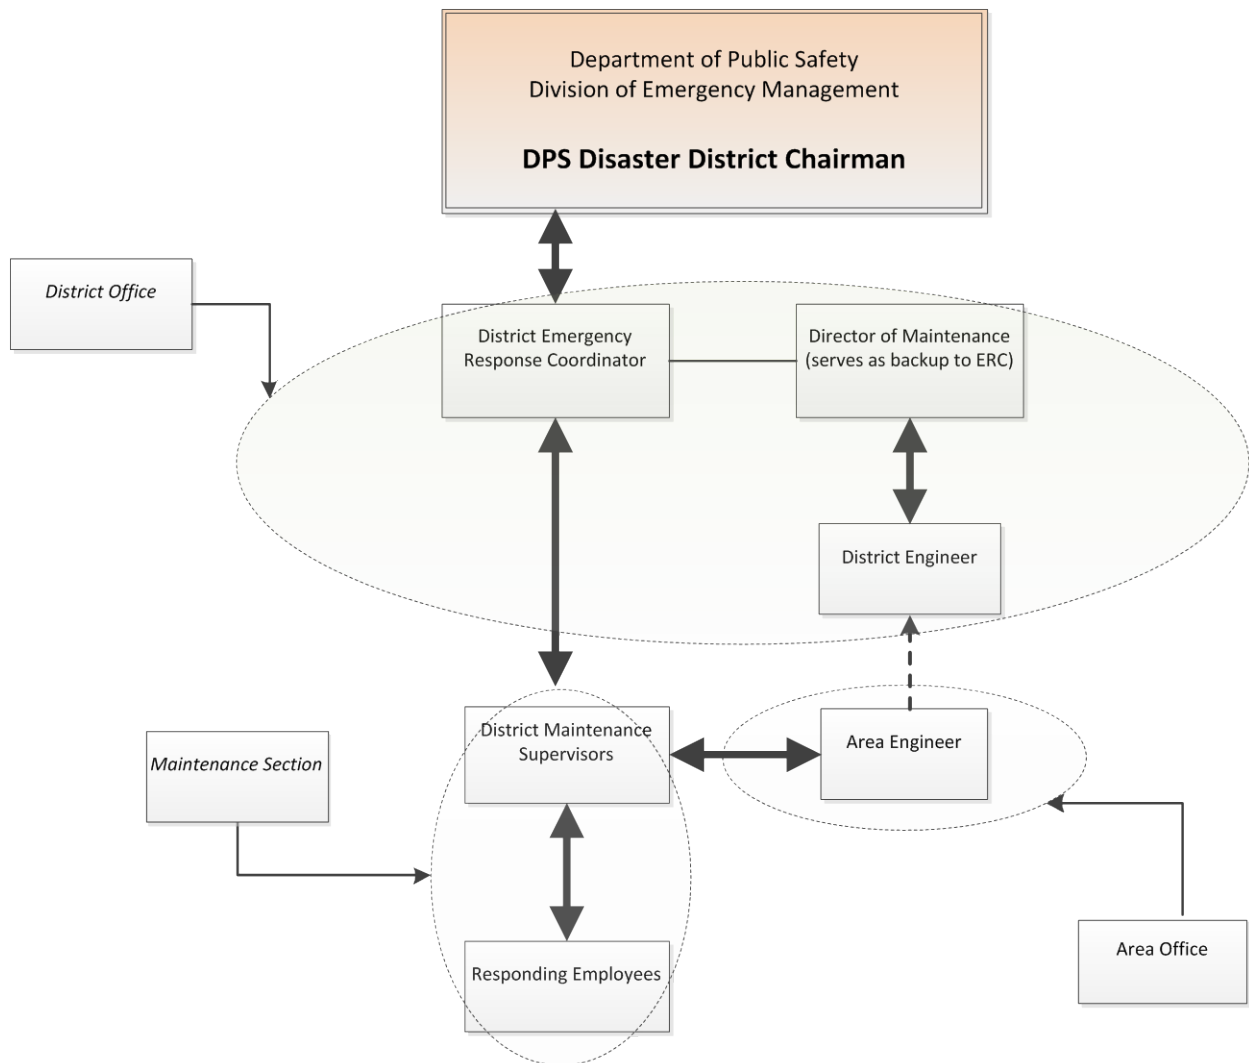 Department of Public Safety
Division of Emergency Management
DPS Disaster District Chairman
District Office
District Emergency
Response Coordinator
Director of Maintenance
(serves as backup to ERC)
District Engineer
District Maintenance
Supervisors
Area Engineer
Maintenance Section
Responding Employees
Area Office